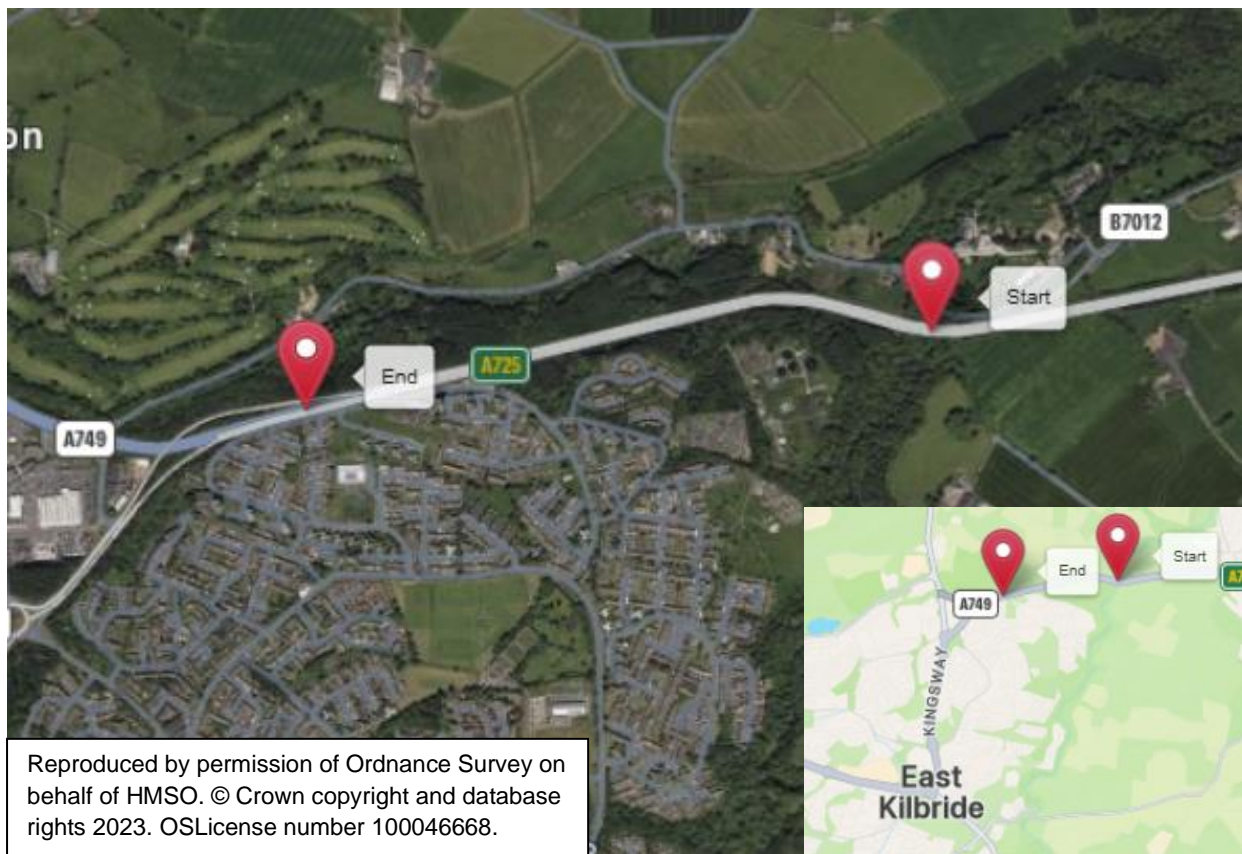 on
B7012
Start
End
A725
A749
End
Start
A749
KINGSWAY
East
Kilbride
Reproduced by permission of Ordnance Survey on
behalf of HMSO. © Crown copyright and database
rights 2023. OSLicense number 100046668.